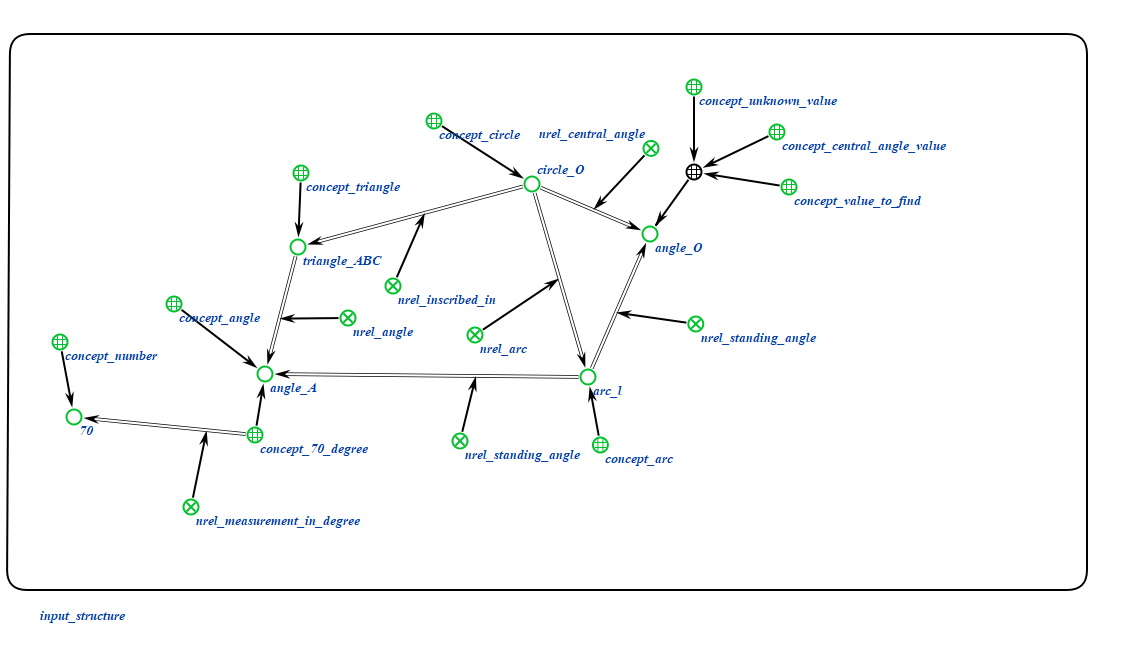 concept_unknown_value
concept_circle
nrel_central_angle
concept_central_angle_value
circle_O
concept_triangle
concept_value_to_find
angle_O
triangle_ABC
nrel_inscribed_in
concept_angle
nrel_angle
nrel_standing_angle
nrel_arc
concept_number
angle_A
arc_l
70
concept_70_degree
nrel_standing_angle
concept_arc
nrel_measurement_in_degree
input_structure